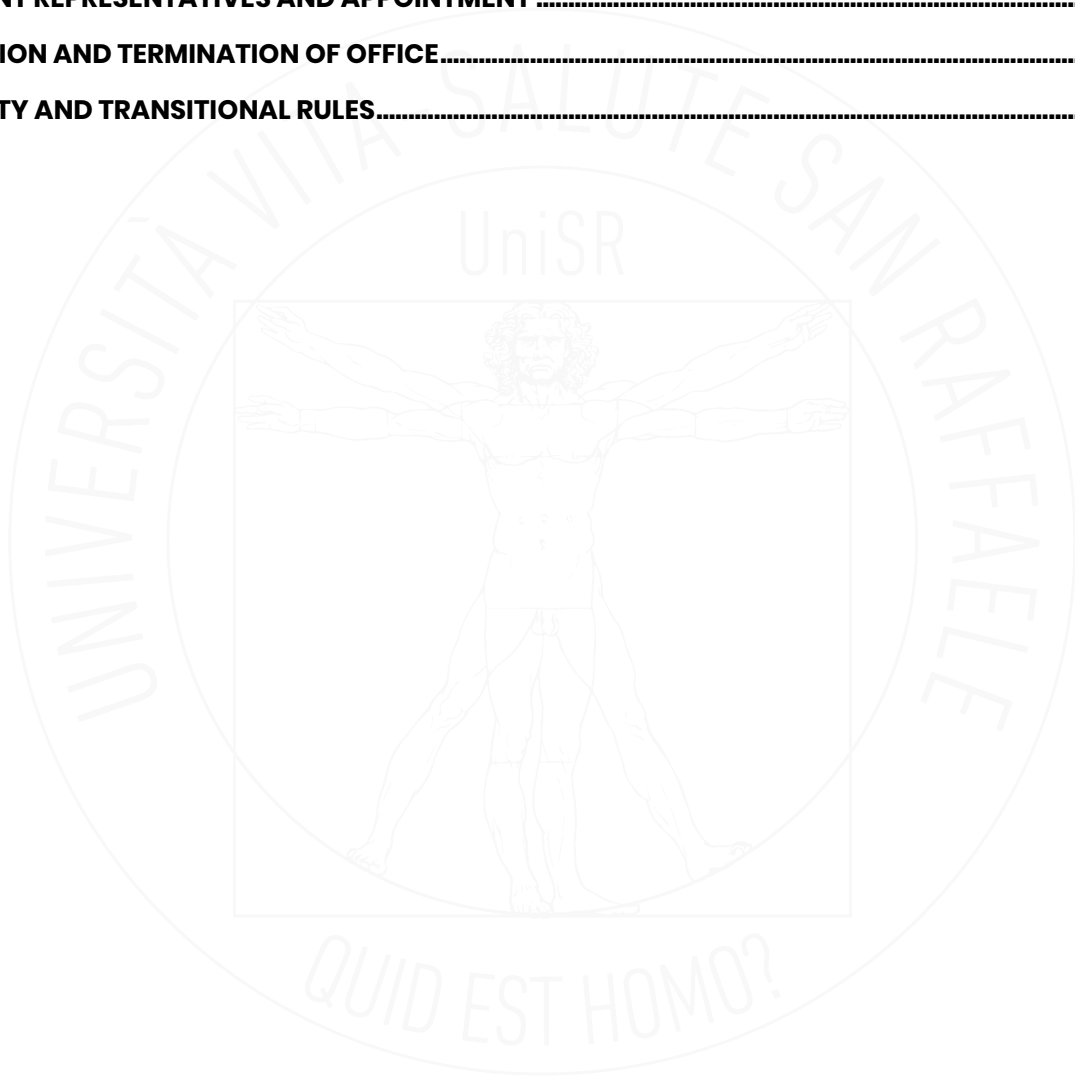 NT REPRESENTATIVES AND APPOINTMENT
ION AND TERMINATION OF OFFICE
TY AND TRANSITIONAL RULES
UNIVERSITÀ VITA-SALUTE SAN RAFFAELE
UniSR
QUID EST HOMO?